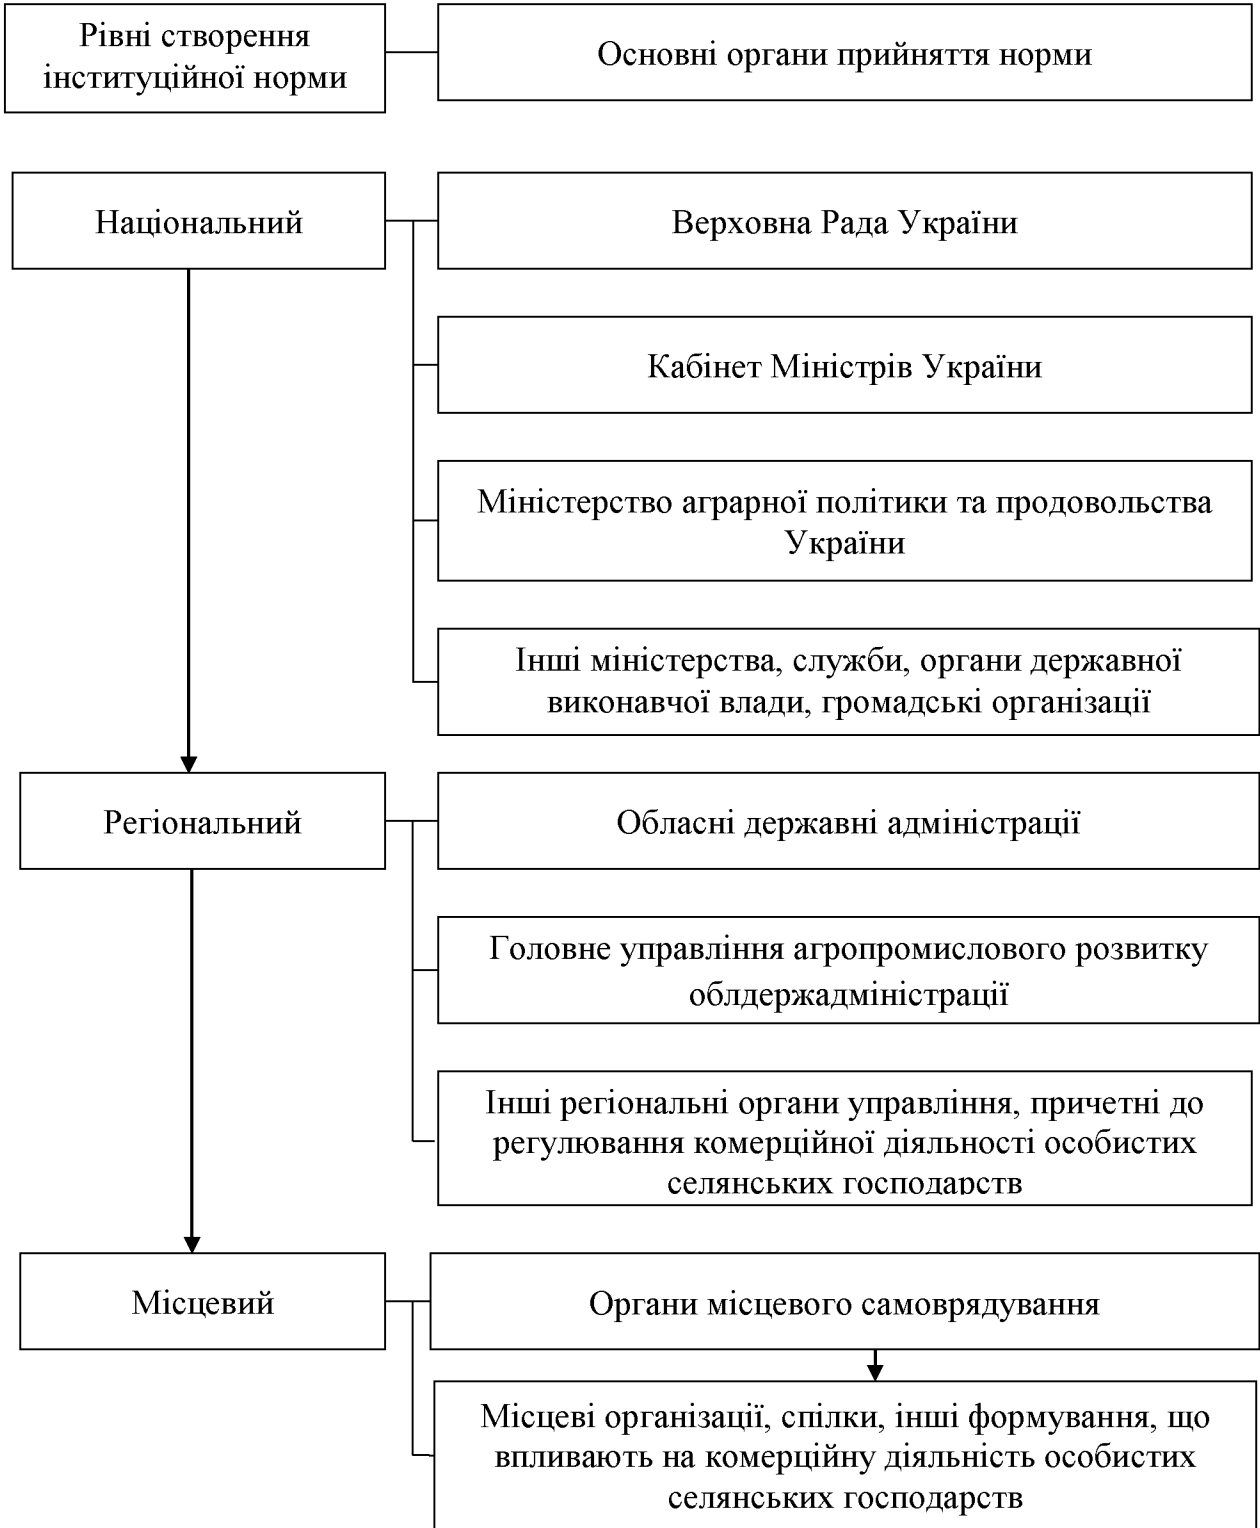 Рівні створення
інституційної норми
Основні органи прийняття норми
Національний
Верховна Рада України
Кабінет Міністрів України
Міністерство аграрної політики та продовольства
України
Інші міністерства, служби, органи державної
виконавчої влади, громадські організації
Регіональний
Обласні державні адміністрації
Головне управління агропромислового розвитку
облдержадміністрації
Інші регіональні органи управління, причетні до
регулювання комерційної діяльності особистих
селянських господарств
Місцевий
Органи місцевого самоврядування
Місцеві організації, спілки, інші формування, що
впливають на комерційну діяльність особистих
селянських господарств